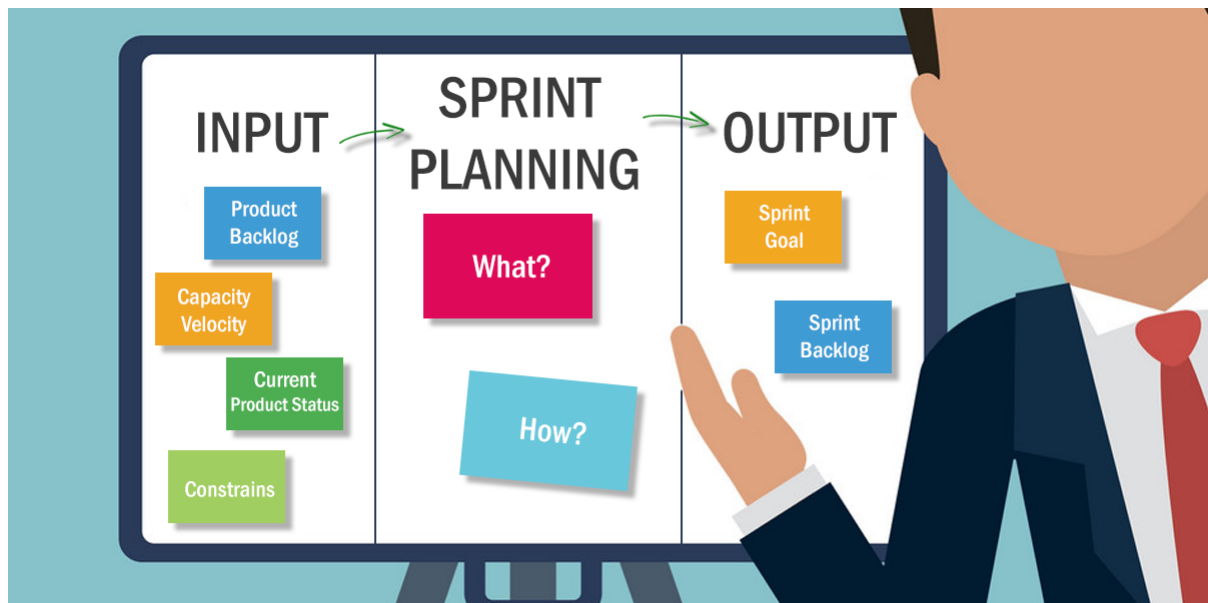 INPUT
Product
Backlog
Capacity
Velocity
Current
Product Status
Constrains
SPRINT
PLANNING
What?
How?
OUTPUT
Sprint
Goal
Sprint
Backlog